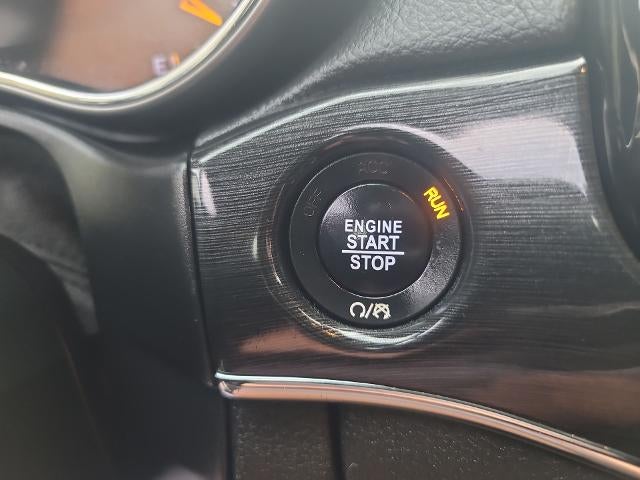 E
OFF
ACC
RUN
ENGINE
START
STOP